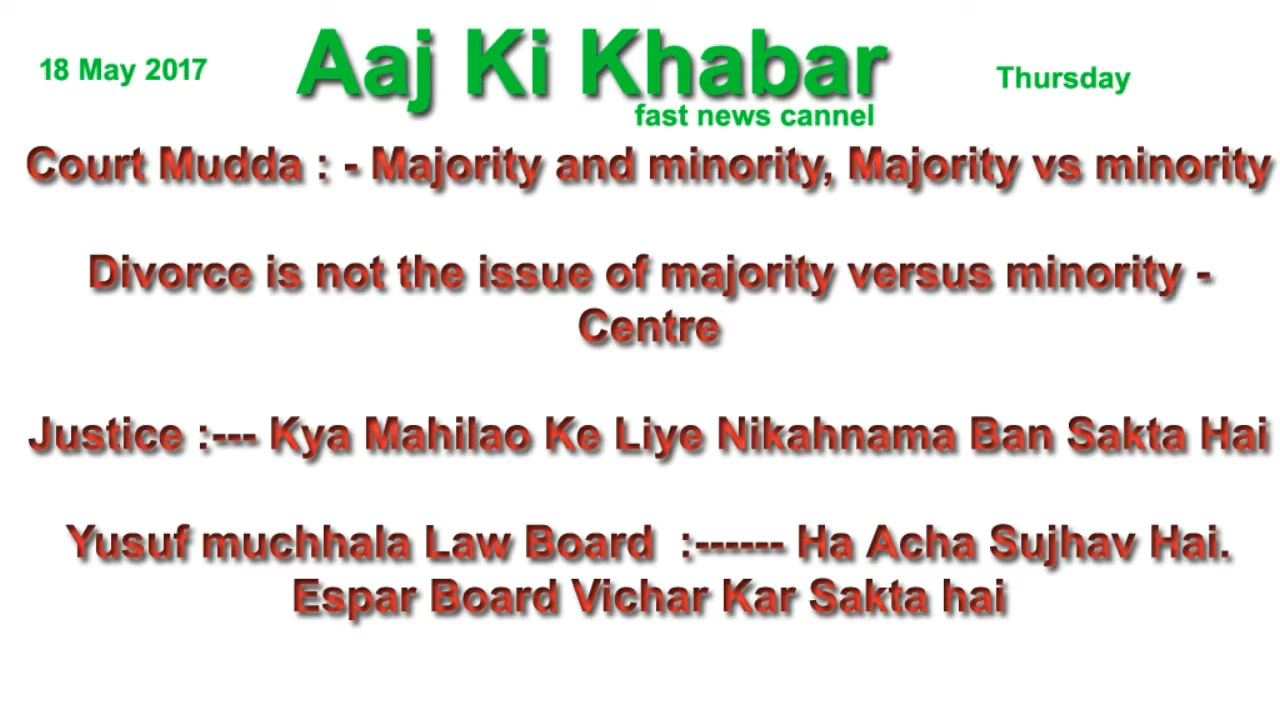 18 May 2017
Aaj Ki Khabar
Thursday
fast news cannel
Court Mudda : - Majority and minority, Majority vs minority
Divorce is not the issue of majority versus minority -
Centre
Justice :--- Kya Mahilao Ke Liye Nikahnama Ban Sakta Hai
Yusuf muchhala Law Board :------ Ha Acha Sujhav Hai.
Espar Board Vichar Kar Sakta hai